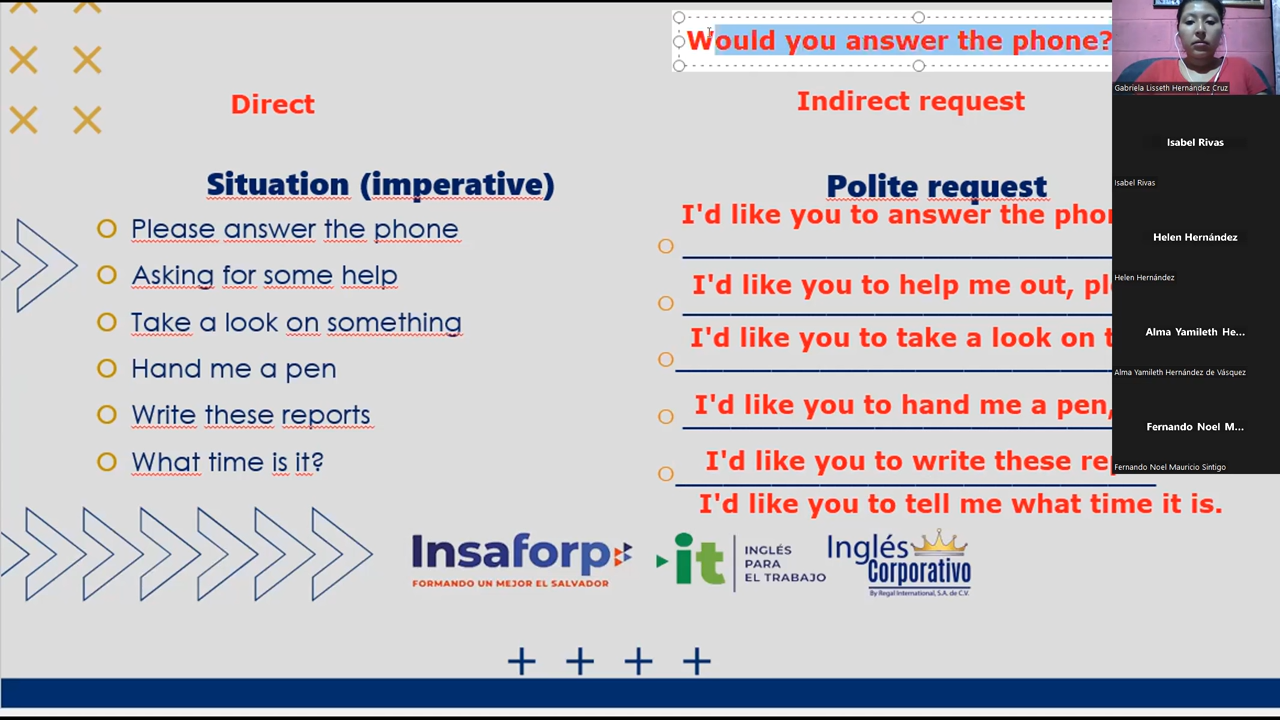 Would you answer the phone?
Direct
Indirect request
Situation (imperative)
Polite request
Please answer the phone
Asking for some help
Take a look on something
Hand me a pen
Write these reports
What time is it?
I'd like you to answer the phon
I'd like you to help me out, pl
I'd like you to take a look on t
I'd like you to hand me a pen,
I'd like you to write these re
I'd like you to tell me what time it is.
Insaforp
FORMANDO UN MEJOR EL SALVADOR
it
INGLÉS
PARA
EL TRABAJO
Inglés
Corporativo
By Regal International, S.A. de C.V.
Gabriela Lisseth Hernández Cruz
Isabel Rivas
Isabel Rivas
Helen Hernández
Helen Hernández
Alma Yamileth He...
Alma Yamileth Hernández de Vásquez
Fernando Noel M...
Fernando Noel Mauricio Sintigo